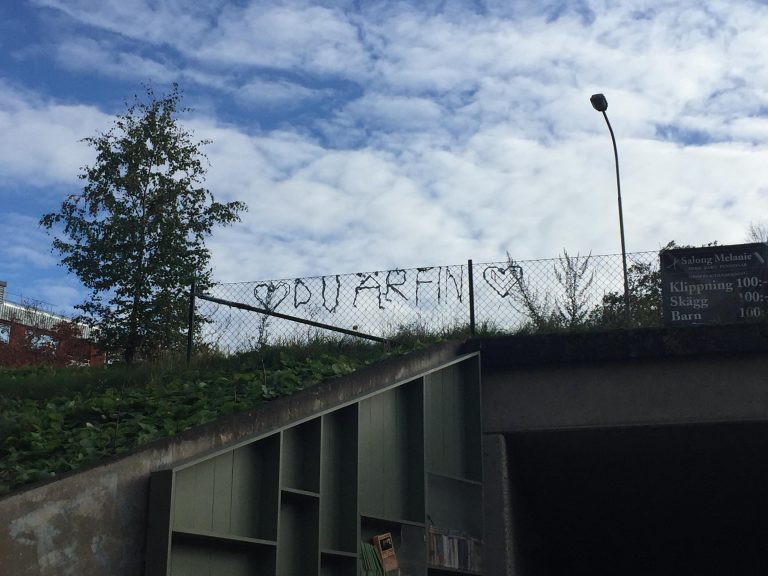 DU ÄR FIN
Salong Melanie
Klippning 100:-
Skägg 100:-
Barn 100